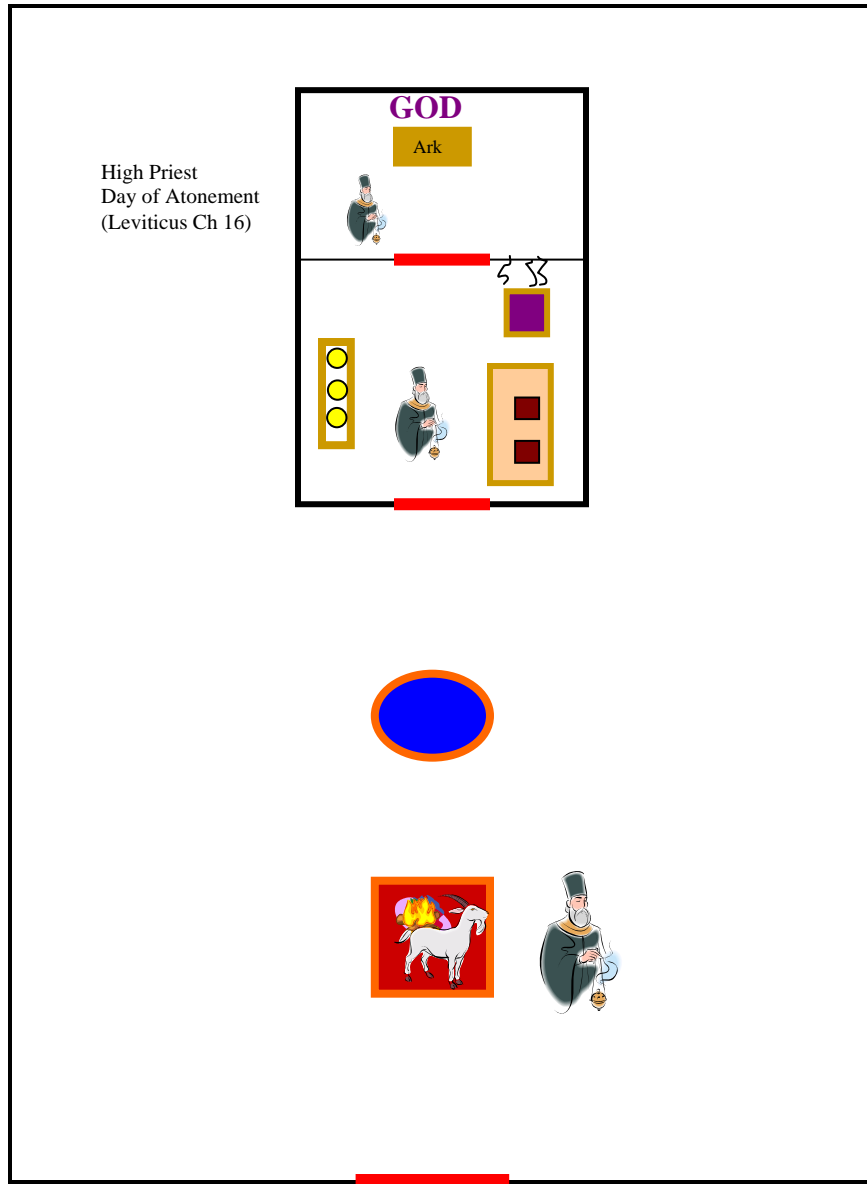 GOD
Ark
High Priest
Day of Atonement
(Leviticus Ch 16)